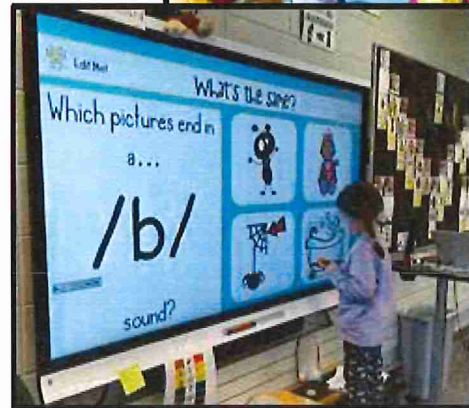 Edit Me!
What's the same?
Which pictures end in
a...
/b/
sound?